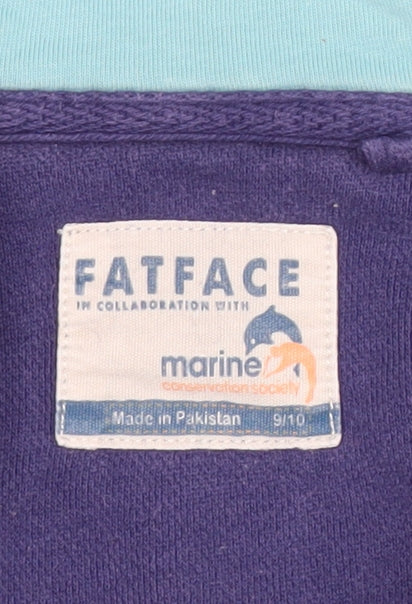 FATFACE
IN COLLABORATION WITH
marine
conservation society
Made in Pakistan 9/10